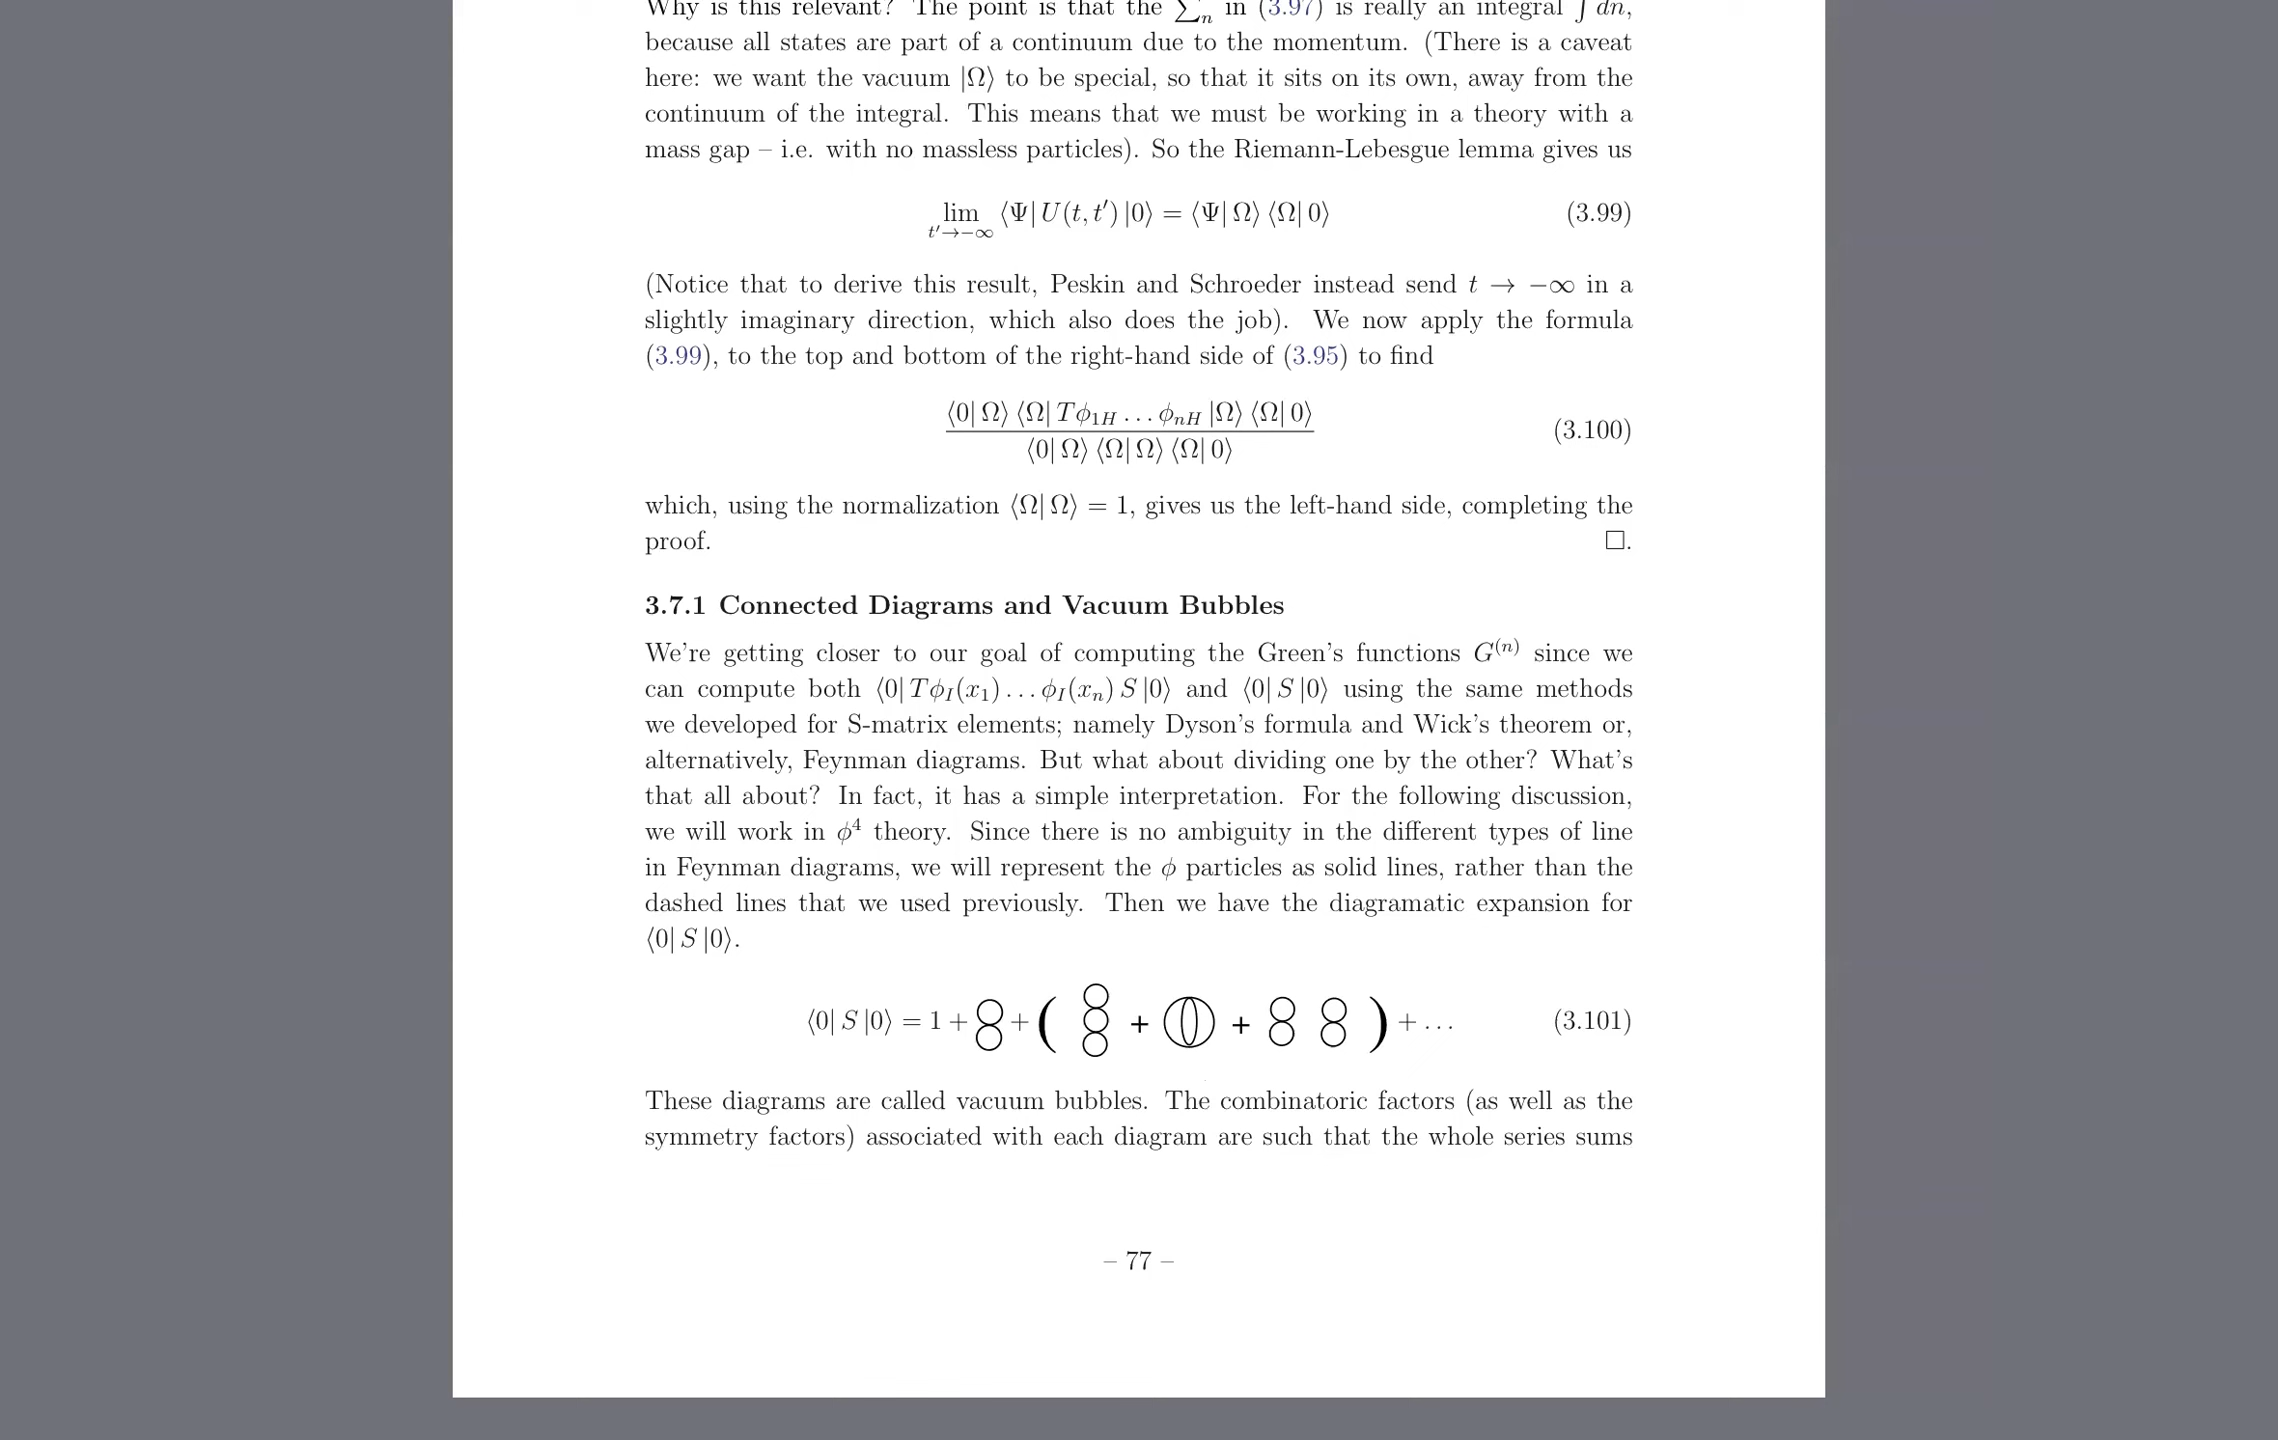 Why is this relevant? The point is that the ∑ₙ in (3.97) is really an integral ∫ dn,
because all states are part of a continuum due to the momentum. (There is a caveat
here: we want the vacuum |Ω⟩ to be special, so that it sits on its own, away from the
continuum of the integral. This means that we must be working in a theory with a
mass gap – i.e. with no massless particles). So the Riemann-Lebesgue lemma gives us
lim_{t′→−∞} ⟨Ψ| U(t, t′) |0⟩ = ⟨Ψ| Ω⟩ ⟨Ω| 0⟩ (3.99)
(Notice that to derive this result, Peskin and Schroeder instead send t → −∞ in a
slightly imaginary direction, which also does the job). We now apply the formula
(3.99), to the top and bottom of the right-hand side of (3.95) to find
⟨0| Ω⟩ ⟨Ω| Tϕ₁H … ϕₙH |Ω⟩ ⟨Ω| 0⟩
⟨0| Ω⟩ ⟨Ω| Ω⟩ ⟨Ω| 0⟩ (3.100)
which, using the normalization ⟨Ω| Ω⟩ = 1, gives us the left-hand side, completing the
proof. □.
3.7.1 Connected Diagrams and Vacuum Bubbles
We're getting closer to our goal of computing the Green's functions G⁽ⁿ⁾ since we
can compute both ⟨0| Tϕ_I(x₁) … ϕ_I(xₙ) S |0⟩ and ⟨0| S |0⟩ using the same methods
we developed for S-matrix elements; namely Dyson's formula and Wick's theorem or,
alternatively, Feynman diagrams. But what about dividing one by the other? What's
that all about? In fact, it has a simple interpretation. For the following discussion,
we will work in ϕ⁴ theory. Since there is no ambiguity in the different types of line
in Feynman diagrams, we will represent the ϕ particles as solid lines, rather than the
dashed lines that we used previously. Then we have the diagramatic expansion for
⟨0| S |0⟩.
⟨0| S |0⟩ = 1 + + ( + + ) + … (3.101)
These diagrams are called vacuum bubbles. The combinatoric factors (as well as the
symmetry factors) associated with each diagram are such that the whole series sums
– 77 –